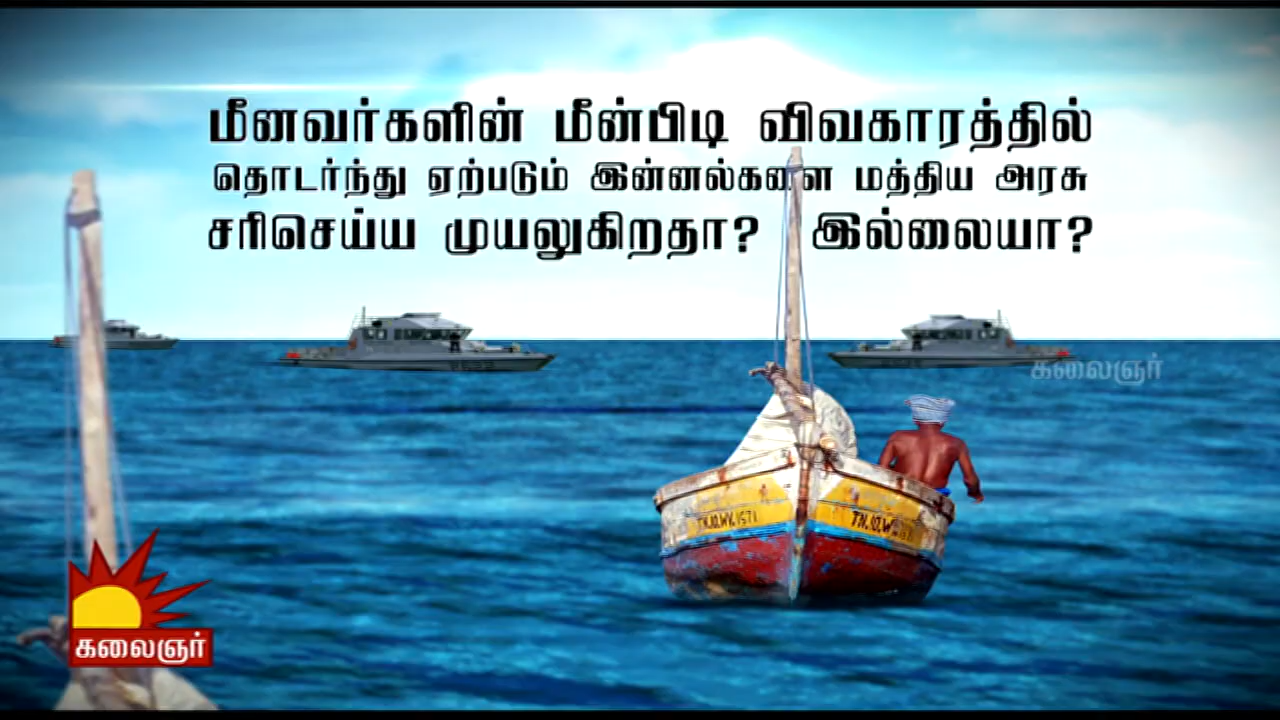 மீனவர்களின் மீன்பிடி விவகாரத்தில்
தொடர்ந்து ஏற்படும் இன்னல்களை மத்திய அரசு
சரிசெய்ய முயலுகிறதா? இல்லையா?
கலைஞர்
கலைஞர்